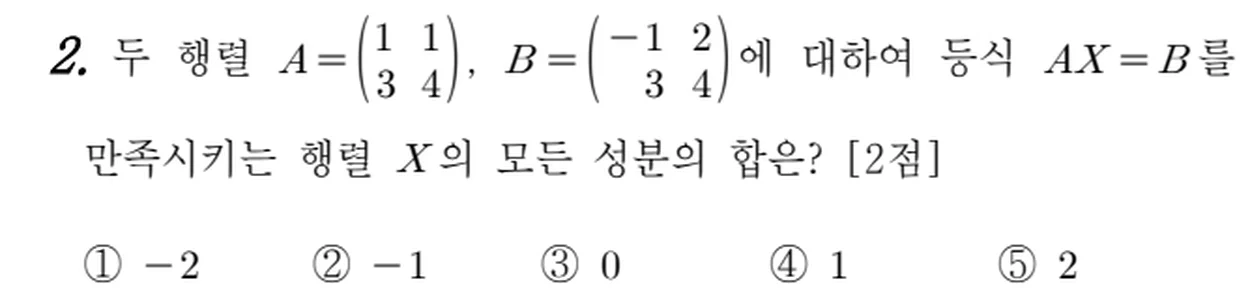 2. 두 행렬 A=(1 1 3 4), B=(-1 2 3 4)에 대하여 등식 AX=B를
만족시키는 행렬 X의 모든 성분의 합은? [2점]
① -2 ② -1 ③ 0 ④ 1 ⑤ 2